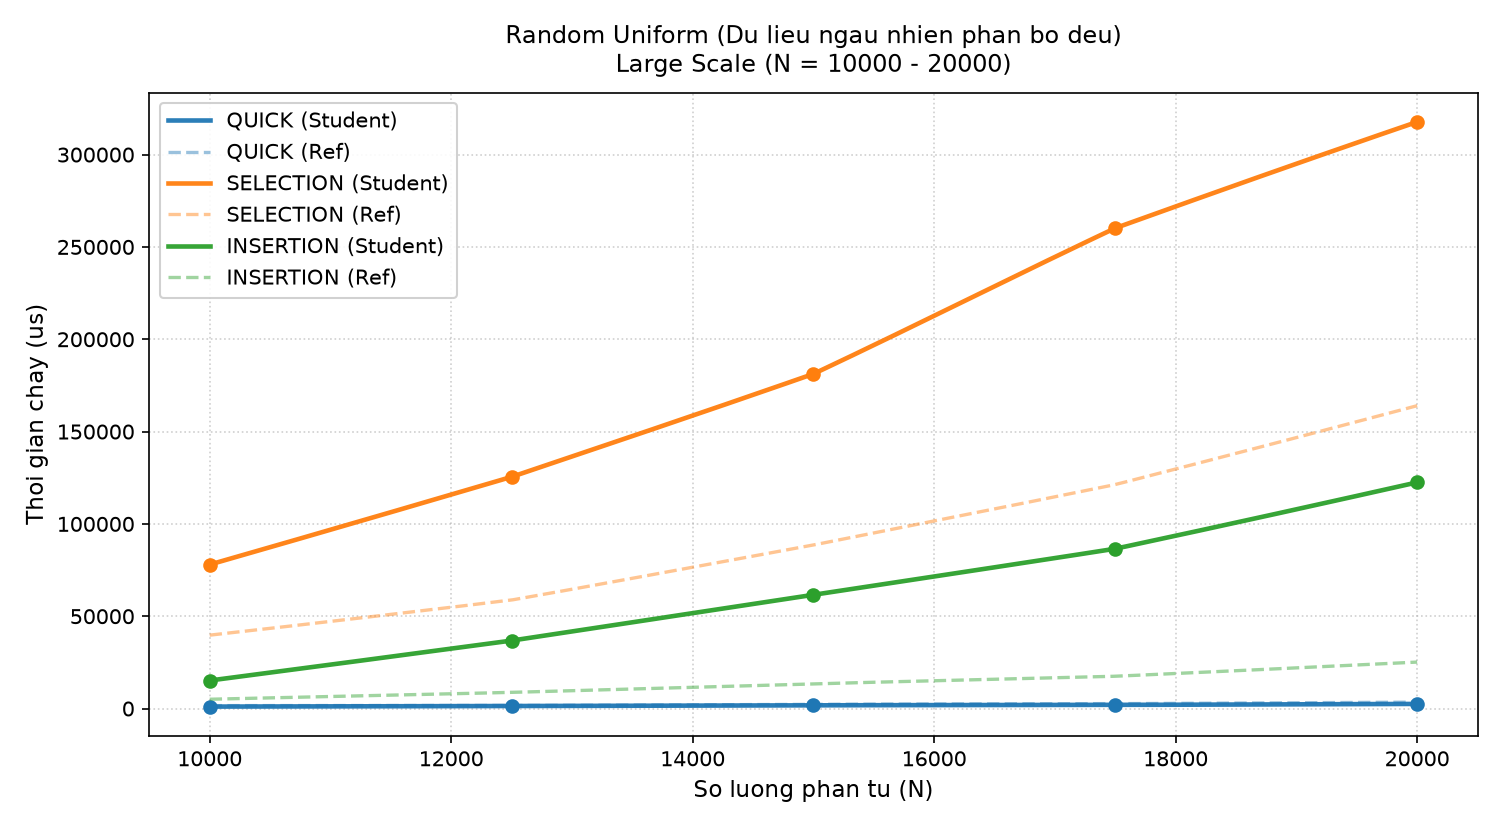 Random Uniform (Du lieu ngau nhien phan bo deu)
Large Scale (N = 10000 - 20000)
QUICK (Student)
QUICK (Ref)
SELECTION (Student)
SELECTION (Ref)
INSERTION (Student)
INSERTION (Ref)
Thoi gian chay (us)
300000
250000
200000
150000
100000
50000
0
10000 12000 14000 16000 18000 20000
So luong phan tu (N)